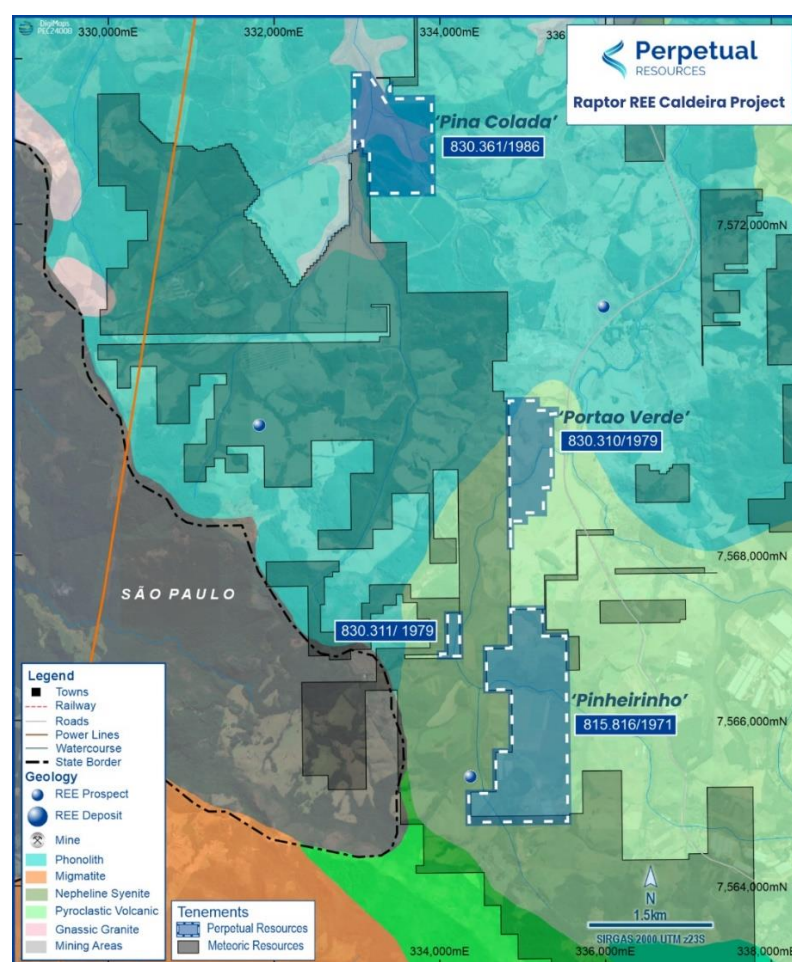 DigiMaps
PEC24008
330,000mE
332,000mE
334,000mE
336
Perpetual
RESOURCES
Raptor REE Caldeira Project
'Pina Colada'
830.361/1986
7,572,000mN
'Portao Verde'
830.310/1979
7,568,000mN
SÃO PAULO
830.311/ 1979
'Pinheirinho'
815.816/1971
7,566,000mN
Legend
Towns
Railway
Roads
Power Lines
Watercourse
State Border
Geology
REE Prospect
REE Deposit
Mine
Phonolith
Migmatite
Nepheline Syenite
Pyroclastic Volcanic
Gnassic Granite
Mining Areas
Tenements
Perpetual Resources
Meteoric Resources
7,564,000mN
N
1.5km
SIRGAS 2000 UTM z23S
334,000mE
336,000mE
338,000mE